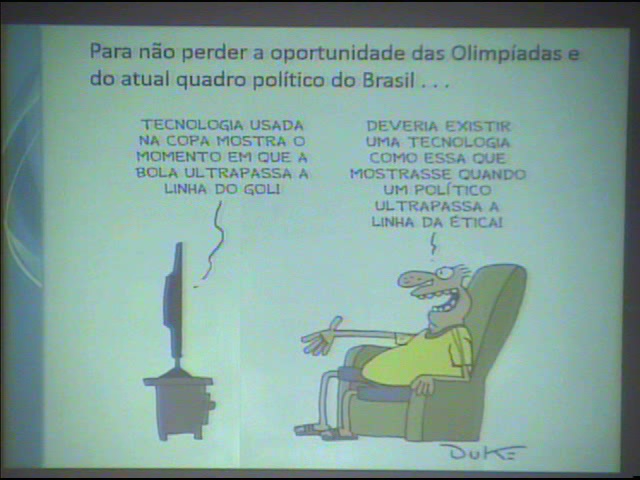 Para não perder a oportunidade das Olimpíadas e
do atual quadro político do Brasil . . .
TECNOLOGIA USADA
NA COPA MOSTRA O
MOMENTO EM QUE A
BOLA ULTRAPASSA A
LINHA DO GOL!
DEVERIA EXISTIR
UMA TECNOLOGIA
COMO ESSA QUE
MOSTRASSE QUANDO
UM POLÍTICO
ULTRAPASSA A
LINHA DA ÉTICA!
DUKE